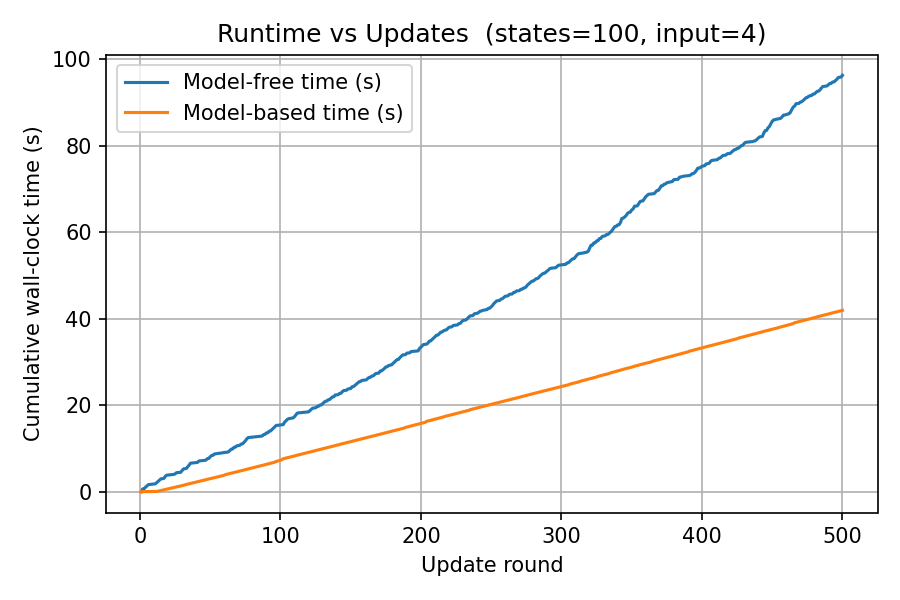 Runtime vs Updates (states=100, input=4)
Model-free time (s)
Model-based time (s)
Cumulative wall-clock time (s)
100
80
60
40
20
0
0 100 200 300 400 500
Update round